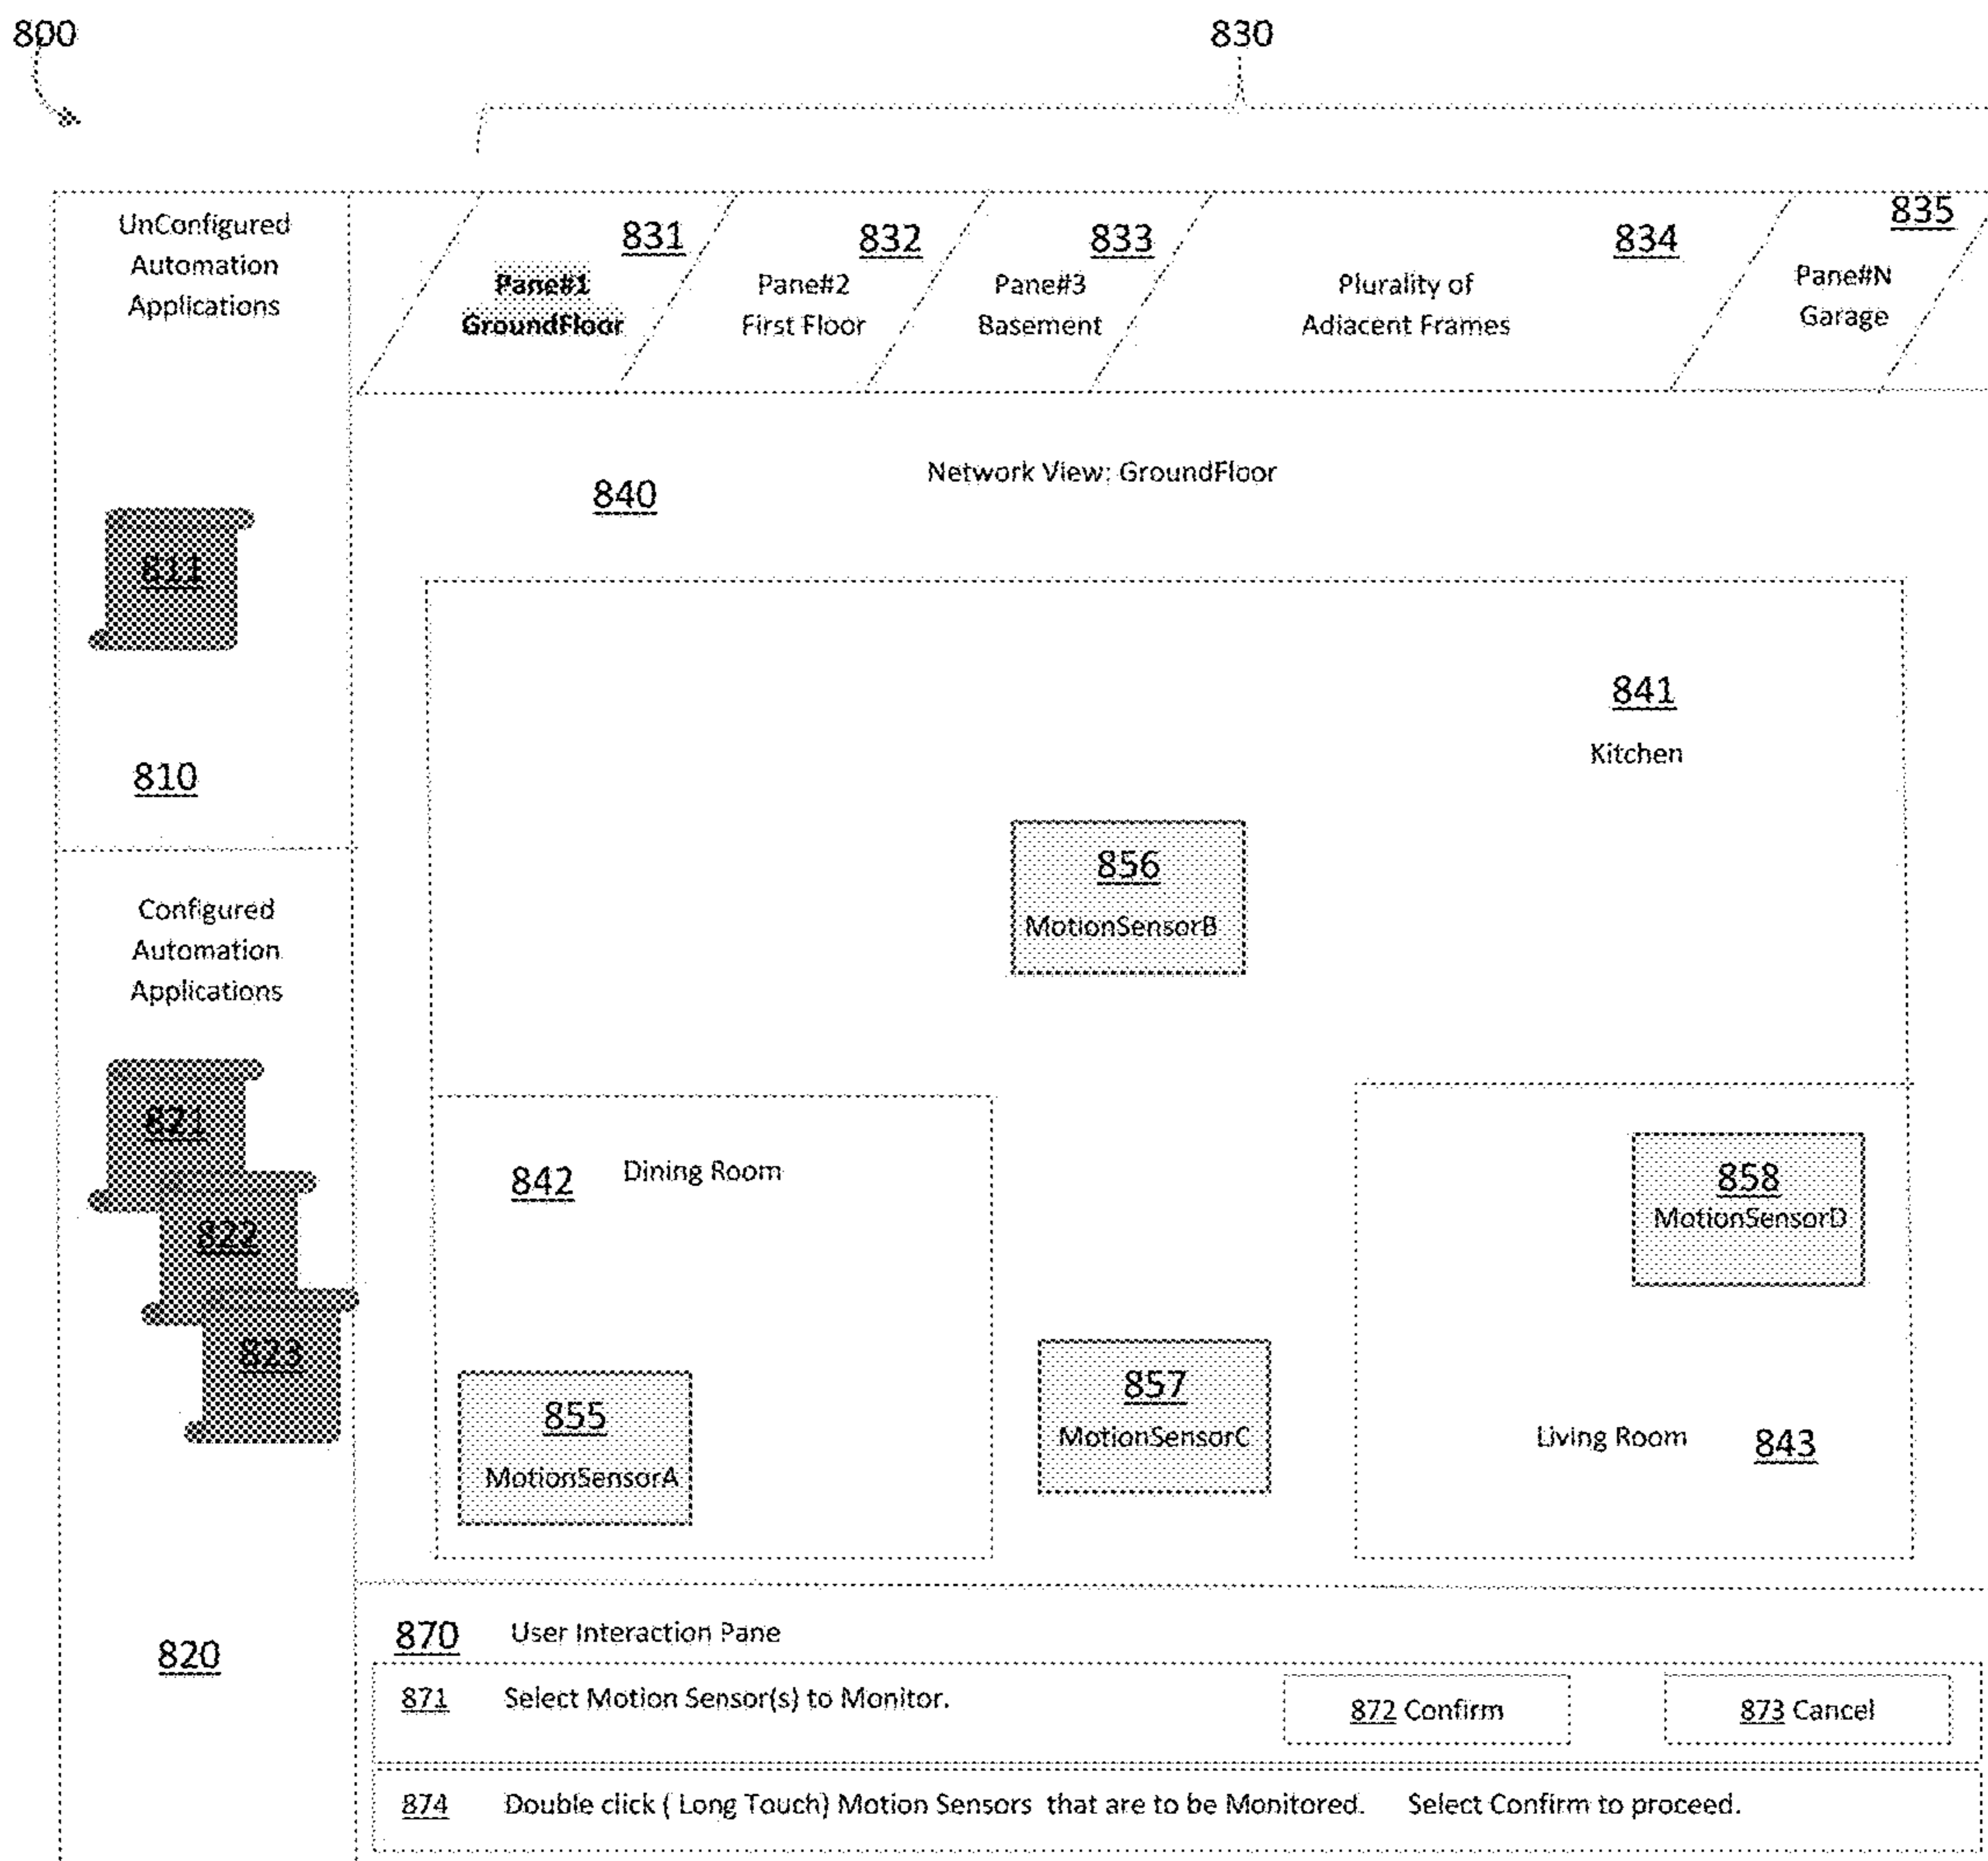 800
830
UnConfigured
Automation
Applications
831
Pane#1
GroundFloor
832
Pane#2
First Floor
833
Pane#3
Basement
834
Plurality of
Adiacent Frames
835
Pane#N
Garage
811
810
840
Network View: GroundFloor
841
Kitchen
856
MotionSensorB
Configured
Automation
Applications
821
822
823
820
842 Dining Room
858
MotionSensorD
855
MotionSensorA
857
MotionSensorC
Living Room 843
870 User Interaction Pane
871 Select Motion Sensor(s) to Monitor.
872 Confirm
873 Cancel
874 Double click ( Long Touch) Motion Sensors that are to be Monitored. Select Confirm to proceed.